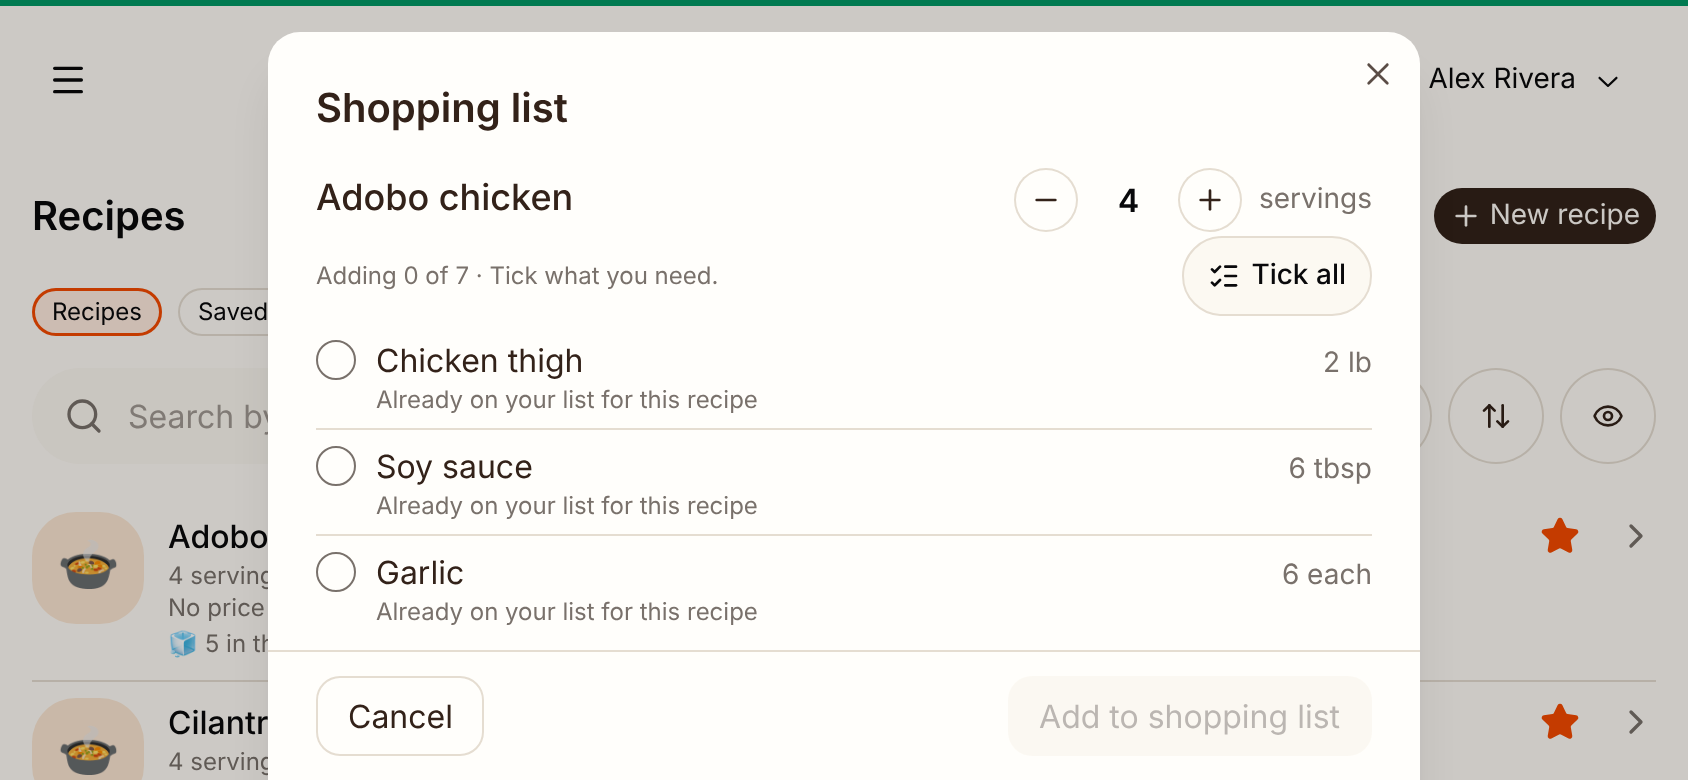 Alex Rivera
Shopping list
Adobo chicken
4 servings
Recipes
New recipe
Adding 0 of 7 · Tick what you need.
Tick all
Recipes
Saved
Chicken thigh
2 lb
Already on your list for this recipe
Search by
Soy sauce
6 tbsp
Already on your list for this recipe
Adobo
4 serving
No price
5 in th
Garlic
6 each
Already on your list for this recipe
Cilantr
4 serving
Cancel
Add to shopping list